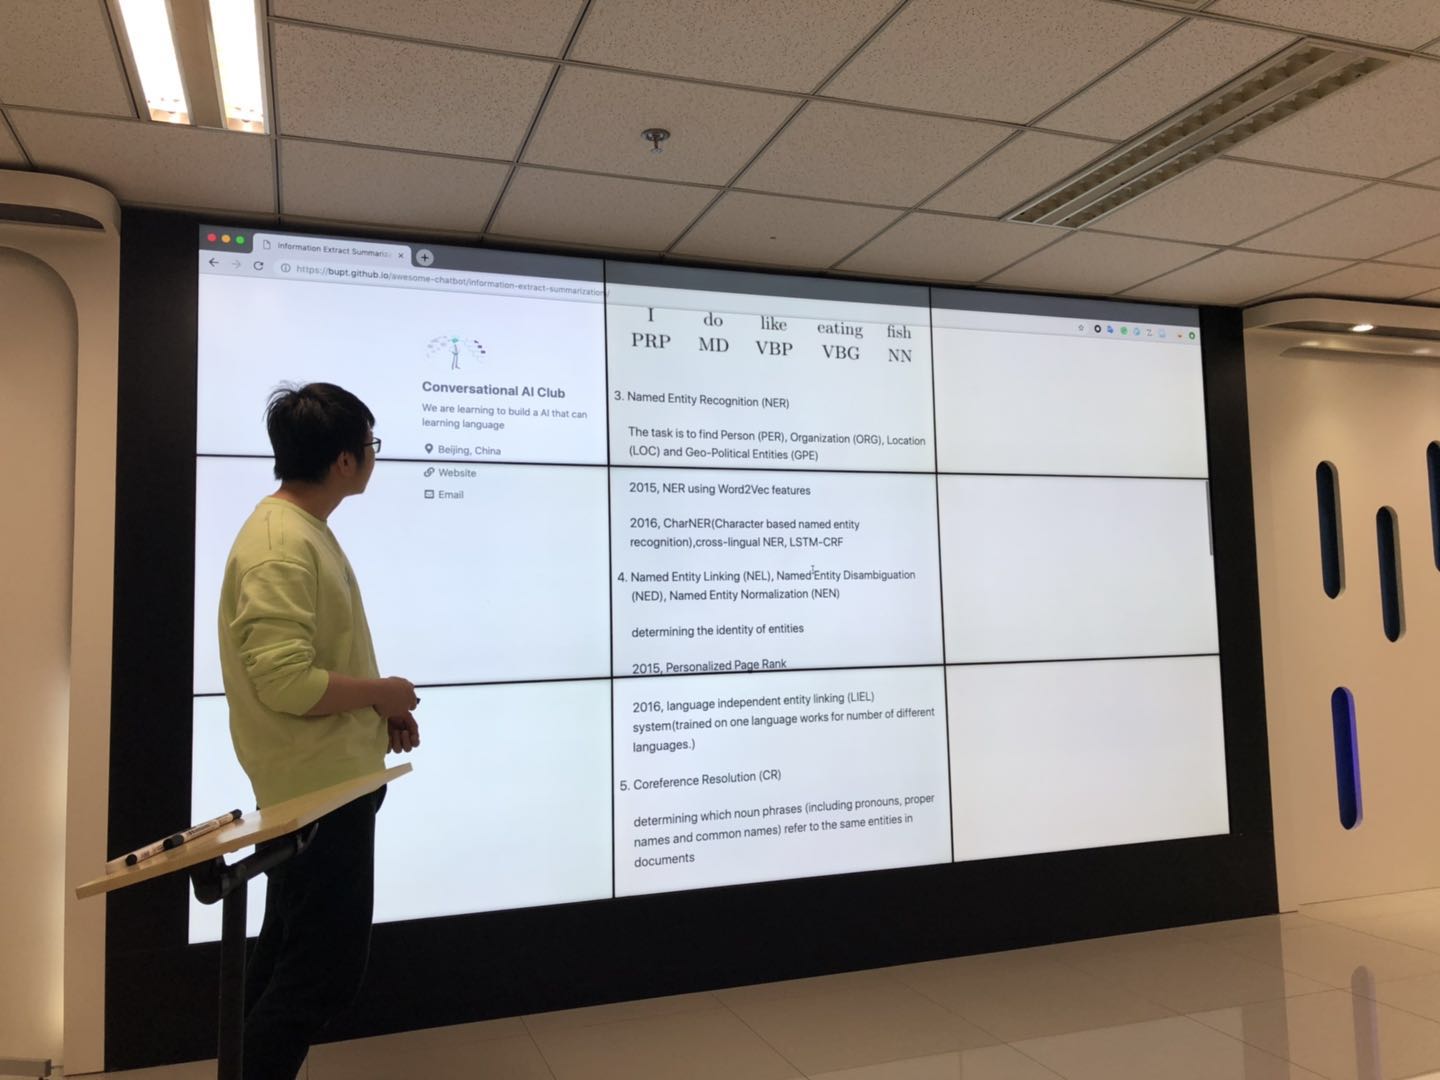 Information Extract Summariz
https://bupt.github.io/awesome-chatbot/information-extract-summarization/
Conversational AI Club
We are learning to build a AI that can
learning language
Beijing, China
Website
Email
I do like eating fish
PRP MD VBP VBG NN
3. Named Entity Recognition (NER)
The task is to find Person (PER), Organization (ORG), Location
(LOC) and Geo-Political Entities (GPE)
2015, NER using Word2Vec features
2016, CharNER(Character based named entity
recognition),cross-lingual NER, LSTM-CRF
4. Named Entity Linking (NEL), Named Entity Disambiguation
(NED), Named Entity Normalization (NEN)
determining the identity of entities
2015, Personalized Page Rank
2016, language independent entity linking (LIEL)
system(trained on one language works for number of different
languages.)
5. Coreference Resolution (CR)
determining which noun phrases (including pronouns, proper
names and common names) refer to the same entities in
documents